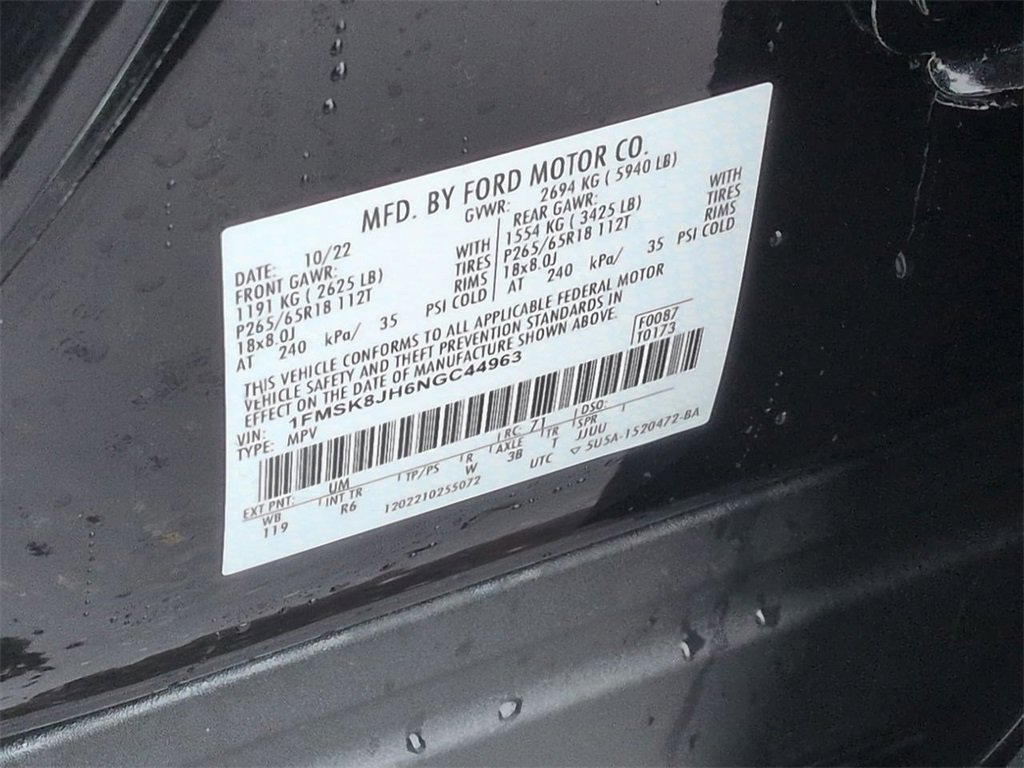 MFD. BY FORD MOTOR CO.
DATE: 10/22
GVWR: 2694 KG ( 5940 LB)
FRONT GAWR:
1191 KG ( 2625 LB) WITH
P265/65R18 112T TIRES
18x8.0J RIMS
AT 240 kPa/ 35 PSI COLD
REAR GAWR:
1554 KG ( 3425 LB) WITH
P265/65R18 112T TIRES
18x8.0J RIMS
AT 240 kPa/ 35 PSI COLD
THIS VEHICLE CONFORMS TO ALL APPLICABLE FEDERAL MOTOR
VEHICLE SAFETY AND THEFT PREVENTION STANDARDS IN
EFFECT ON THE DATE OF MANUFACTURE SHOWN ABOVE.
VIN: 1FMSK8JH6NGC44963
TYPE: MPV
F0087
T0173
EXT PNT: UM RC: 7 DSO:
WB INT TR TP/PS R AXLE TR SPR
119 R6 W 3B T JJUU
1202210255072 UTC ▽ 5U5A-1520472-BA